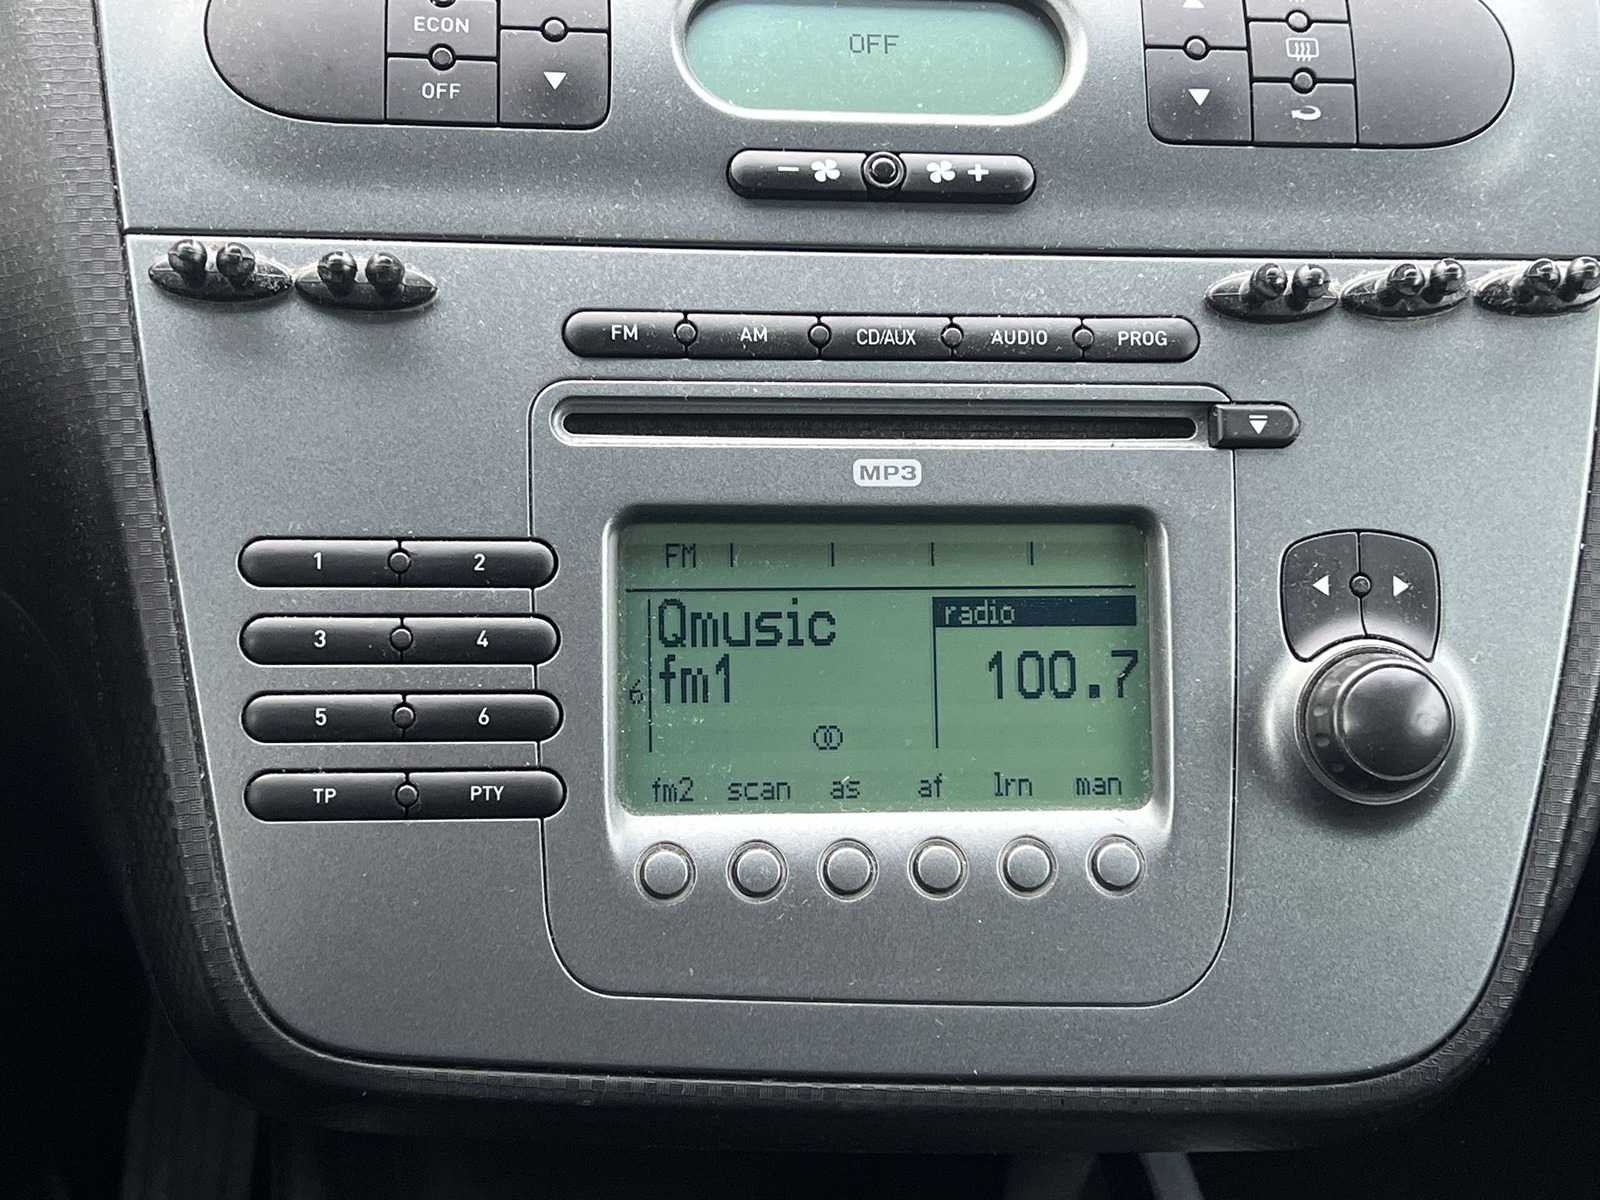 ECON
OFF
OFF
FM AM CD/AUX AUDIO PROG
MP3
1 2
3 4
5 6
TP PTY
FM
Qmusic
fm1
6
radio
100.7
fm2 scan as af lrn man